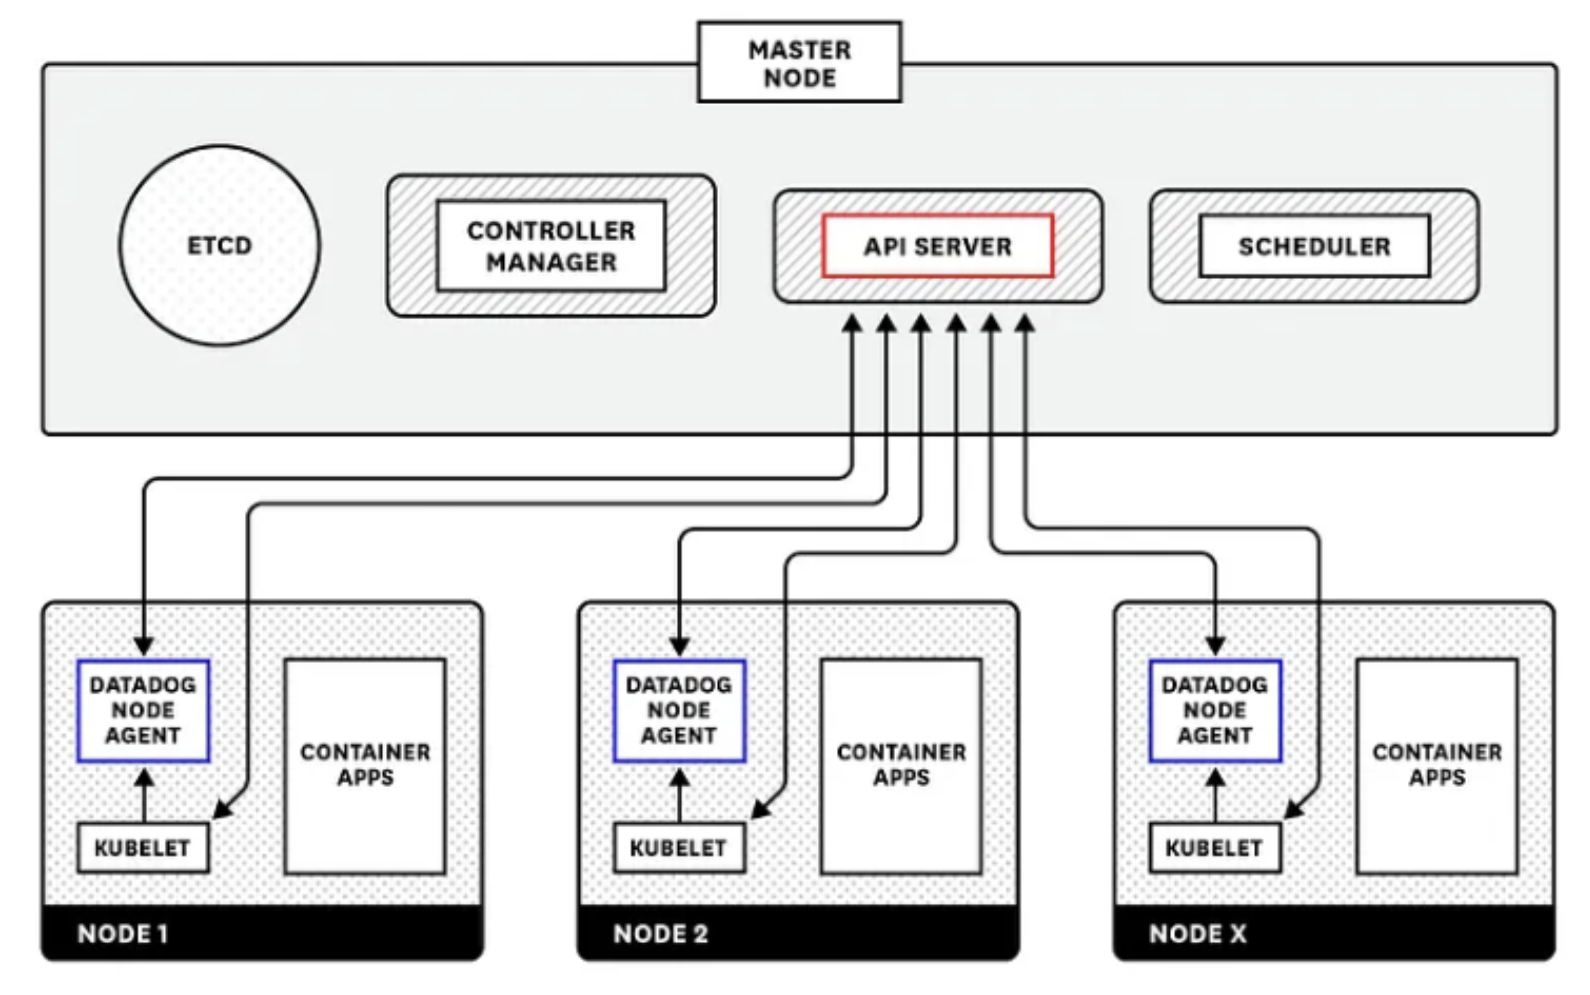 MASTER
NODE
ETCD
CONTROLLER
MANAGER
API SERVER
SCHEDULER
DATADOG
NODE
AGENT
CONTAINER
APPS
KUBELET
NODE 1
DATADOG
NODE
AGENT
CONTAINER
APPS
KUBELET
NODE 2
DATADOG
NODE
AGENT
CONTAINER
APPS
KUBELET
NODE X